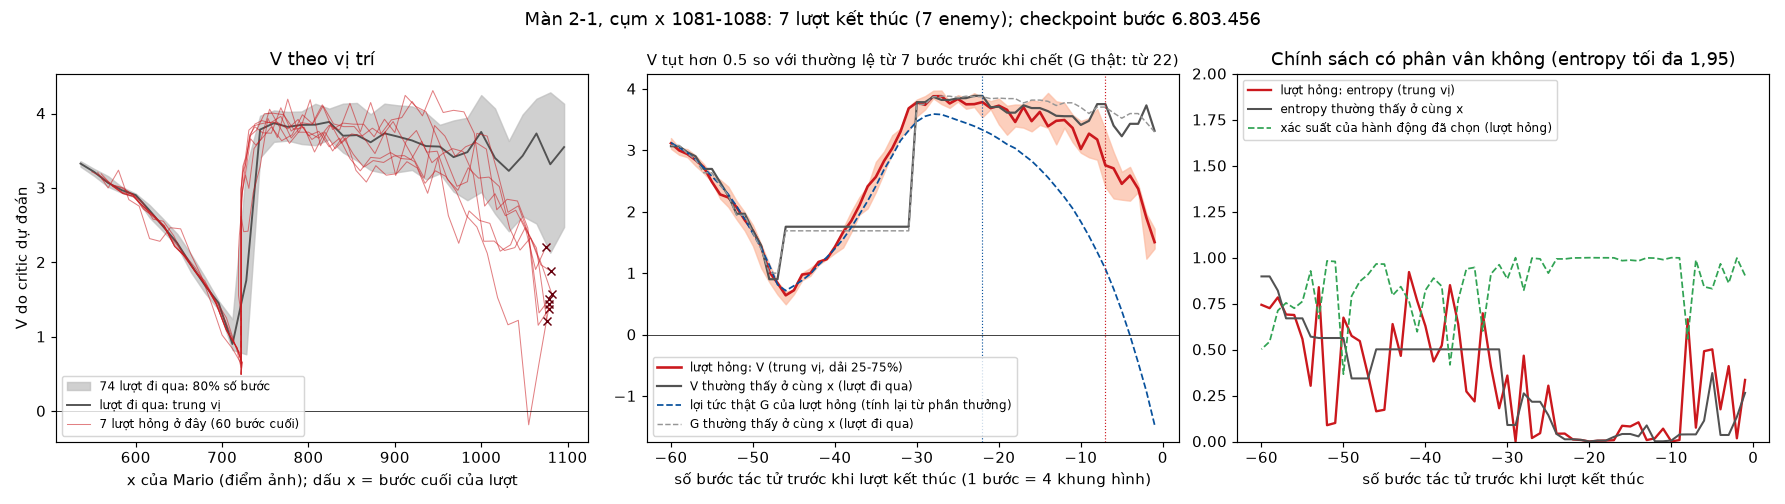 Màn 2-1, cụm x 1081-1088: 7 lượt kết thúc (7 enemy); checkpoint bước 6.803.456
V theo vị trí
V do critic dự đoán
4
3
2
1
0
74 lượt đi qua: 80% số bước
lượt đi qua: trung vị
7 lượt hỏng ở đây (60 bước cuối)
600 700 800 900 1000 1100
x của Mario (điểm ảnh); dấu x = bước cuối của lượt
V tụt hơn 0.5 so với thường lệ từ 7 bước trước khi chết (G thật: từ 22)
4
3
2
1
0
−1
lượt hỏng: V (trung vị, dải 25-75%)
V thường thấy ở cùng x (lượt đi qua)
lợi tức thật G của lượt hỏng (tính lại từ phần thưởng)
G thường thấy ở cùng x (lượt đi qua)
−60 −50 −40 −30 −20 −10 0
số bước tác tử trước khi lượt kết thúc (1 bước = 4 khung hình)
Chính sách có phân vân không (entropy tối đa 1,95)
2.00
1.75
1.50
1.25
1.00
0.75
0.50
0.25
0.00
lượt hỏng: entropy (trung vị)
entropy thường thấy ở cùng x
xác suất của hành động đã chọn (lượt hỏng)
−60 −50 −40 −30 −20 −10 0
số bước tác tử trước khi lượt kết thúc